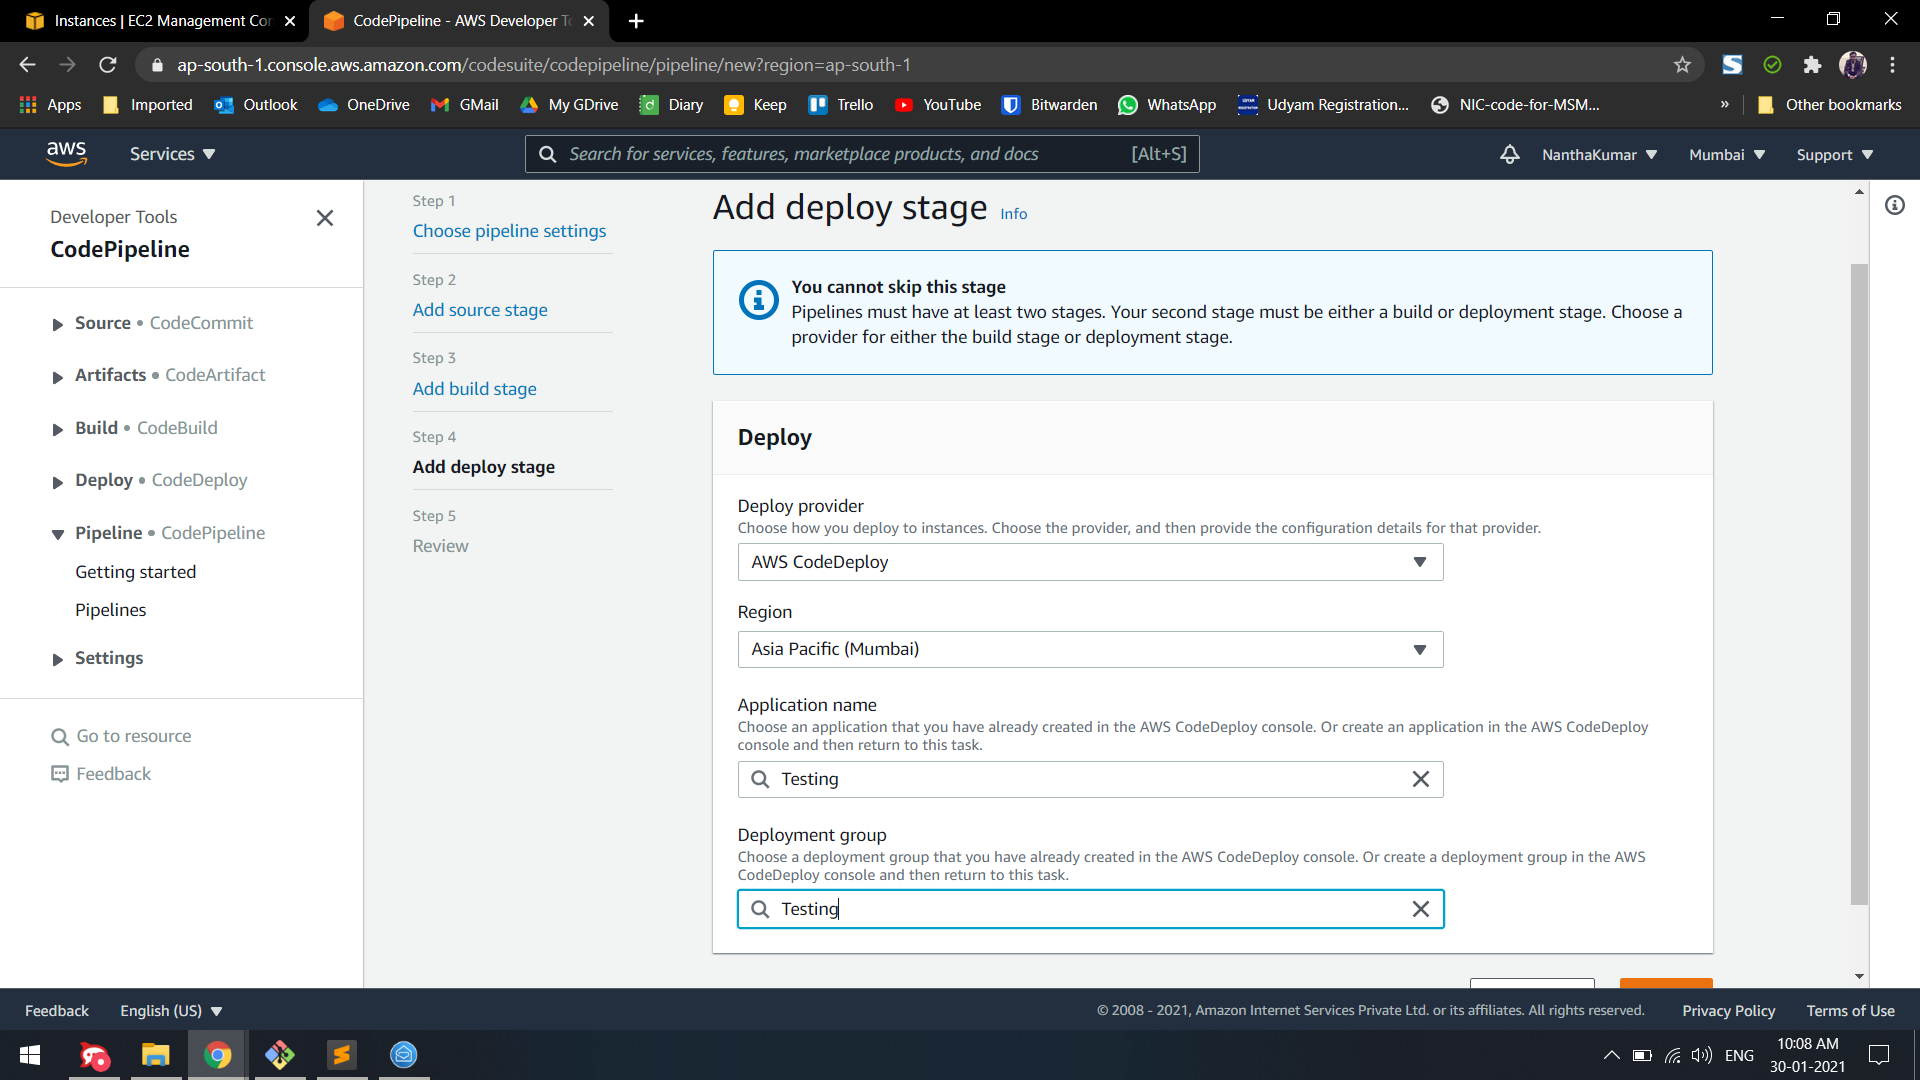 Instances | EC2 Management Con
CodePipeline - AWS Developer To
ap-south-1.console.aws.amazon.com/codesuite/codepipeline/pipeline/new?region=ap-south-1
Apps
Imported
Outlook
OneDrive
GMail
My GDrive
Diary
Keep
Trello
YouTube
Bitwarden
WhatsApp
Udyam Registration...
NIC-code-for-MSM...
»
Other bookmarks
aws
Services
Search for services, features, marketplace products, and docs
[Alt+S]
NanthaKumar
Mumbai
Support
Developer Tools
CodePipeline
Source • CodeCommit
Artifacts • CodeArtifact
Build • CodeBuild
Deploy • CodeDeploy
Pipeline • CodePipeline
Getting started
Pipelines
Settings
Go to resource
Feedback
Step 1
Choose pipeline settings
Step 2
Add source stage
Step 3
Add build stage
Step 4
Add deploy stage
Step 5
Review
Add deploy stage Info
You cannot skip this stage
Pipelines must have at least two stages. Your second stage must be either a build or deployment stage. Choose a
provider for either the build stage or deployment stage.
Deploy
Deploy provider
Choose how you deploy to instances. Choose the provider, and then provide the configuration details for that provider.
AWS CodeDeploy
Region
Asia Pacific (Mumbai)
Application name
Choose an application that you have already created in the AWS CodeDeploy console. Or create an application in the AWS CodeDeploy
console and then return to this task.
Testing
Deployment group
Choose a deployment group that you have already created in the AWS CodeDeploy console. Or create a deployment group in the AWS
CodeDeploy console and then return to this task.
Testing
Feedback
English (US)
© 2008 - 2021, Amazon Internet Services Private Ltd. or its affiliates. All rights reserved.
Privacy Policy
Terms of Use
ENG
10:08 AM
30-01-2021